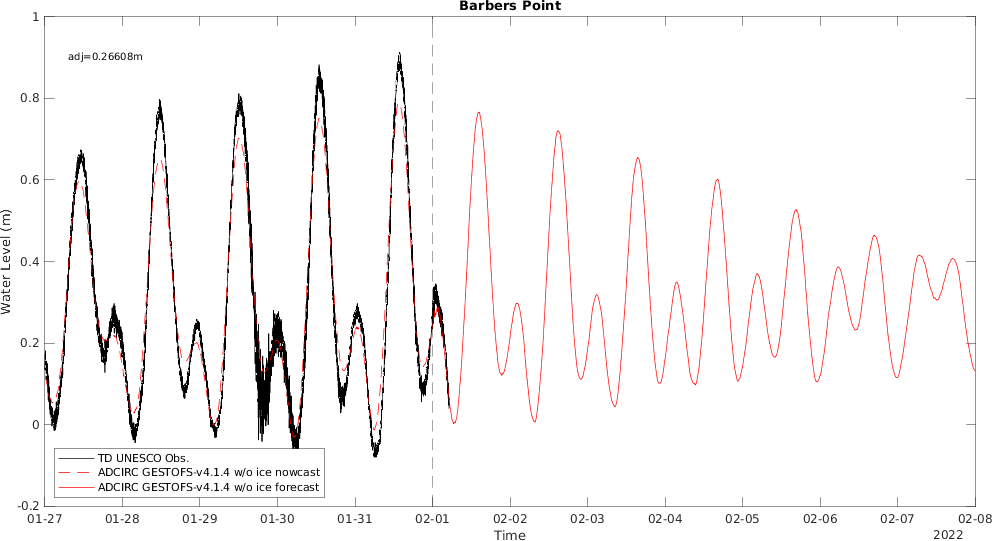 Barbers Point
adj=0.26608m
Water Level (m)
1
0.8
0.6
0.4
0.2
0
-0.2
TD UNESCO Obs.
ADCIRC GESTOFS-v4.1.4 w/o ice nowcast
ADCIRC GESTOFS-v4.1.4 w/o ice forecast
01-27 01-28 01-29 01-30 01-31 02-01 02-02 02-03 02-04 02-05 02-06 02-07 02-08
Time
2022